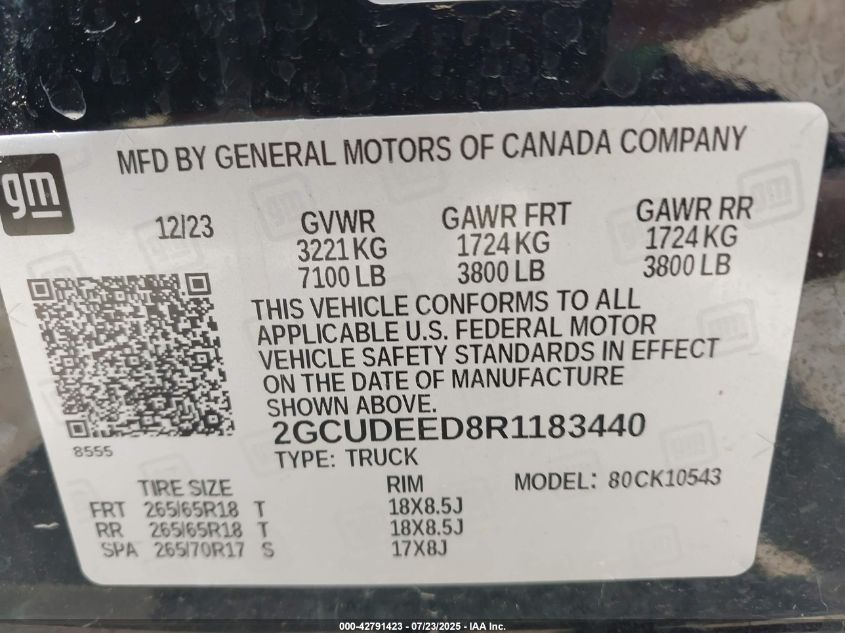 MFD BY GENERAL MOTORS OF CANADA COMPANY
gm
12/23 GVWR GAWR FRT GAWR RR
3221 KG 1724 KG 1724 KG
7100 LB 3800 LB 3800 LB
THIS VEHICLE CONFORMS TO ALL
APPLICABLE U.S. FEDERAL MOTOR
VEHICLE SAFETY STANDARDS IN EFFECT
ON THE DATE OF MANUFACTURE
SHOWN ABOVE.
8555
2GCUDEED8R1183440
TYPE: TRUCK
TIRE SIZE RIM MODEL: 80CK10543
FRT 265/65R18 T 18X8.5J
RR 265/65R18 T 18X8.5J
SPA 265/70R17 S 17X8J
000-42791423 - 07/23/2025 - IAA Inc.